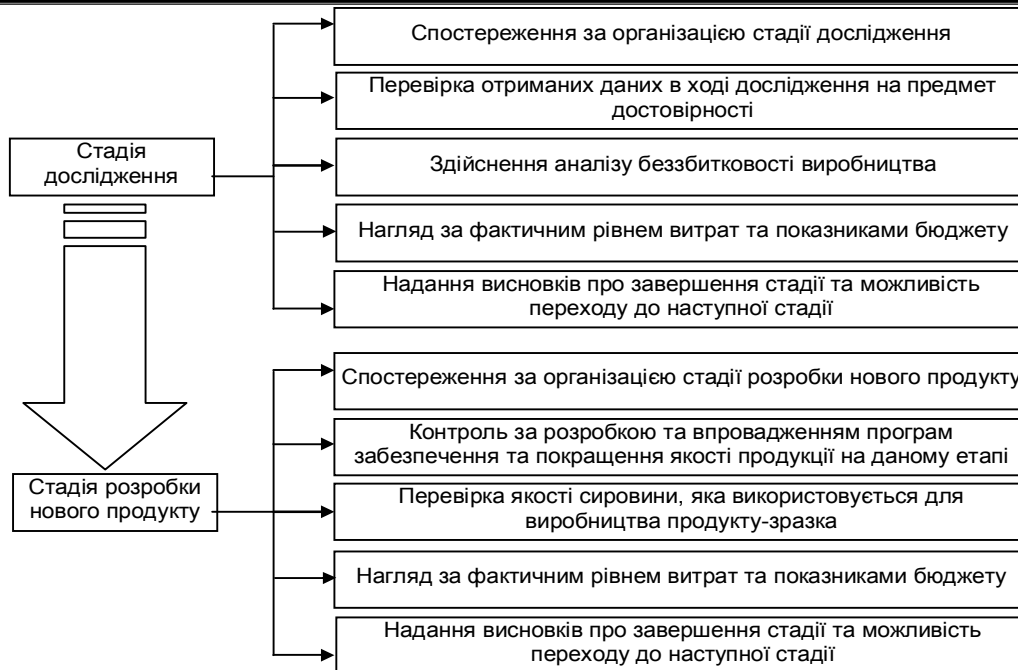 Стадія
дослідження
Спостереження за організацією стадії дослідження
Перевірка отриманих даних в ході дослідження на предмет
достовірності
Здійснення аналізу беззбитковості виробництва
Нагляд за фактичним рівнем витрат та показниками бюджету
Надання висновків про завершення стадії та можливість
переходу до наступної стадії
Стадія розробки
нового продукту
Спостереження за організацією стадії розробки нового продукту
Контроль за розробкою та впровадженням програм
забезпечення та покращення якості продукції на даному етапі
Перевірка якості сировини, яка використовується для
виробництва продукту-зразка
Нагляд за фактичним рівнем витрат та показниками бюджету
Надання висновків про завершення стадії та можливість
переходу до наступної стадії